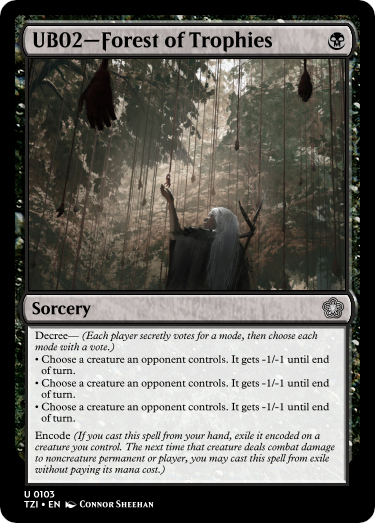 UB02—Forest of Trophies
Sorcery
Decree— (Each player secretly votes for a mode, then choose each
mode with a vote.)
• Choose a creature an opponent controls. It gets -1/-1 until end
of turn.
• Choose a creature an opponent controls. It gets -1/-1 until end
of turn.
• Choose a creature an opponent controls. It gets -1/-1 until end
of turn.
Encode (If you cast this spell from your hand, exile it encoded on a
creature you control. The next time that creature deals combat damage
to noncreature permanent or player, you may cast this spell from exile
without paying its mana cost.)
U 0103
TZI • EN Connor Sheehan